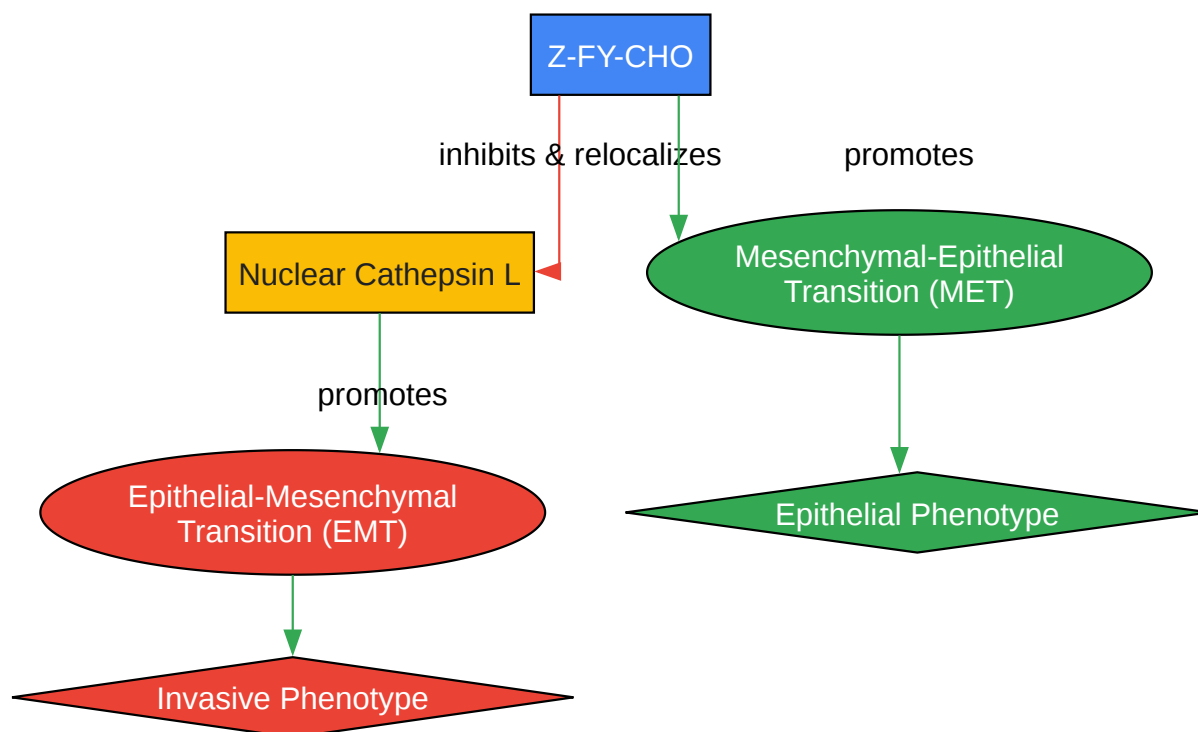 Z-FY-CHO
inhibits & relocalizes
promotes
Nuclear Cathepsin L
Mesenchymal-Epithelial
Transition (MET)
promotes
Epithelial-Mesenchymal
Transition (EMT)
Epithelial Phenotype
Invasive Phenotype